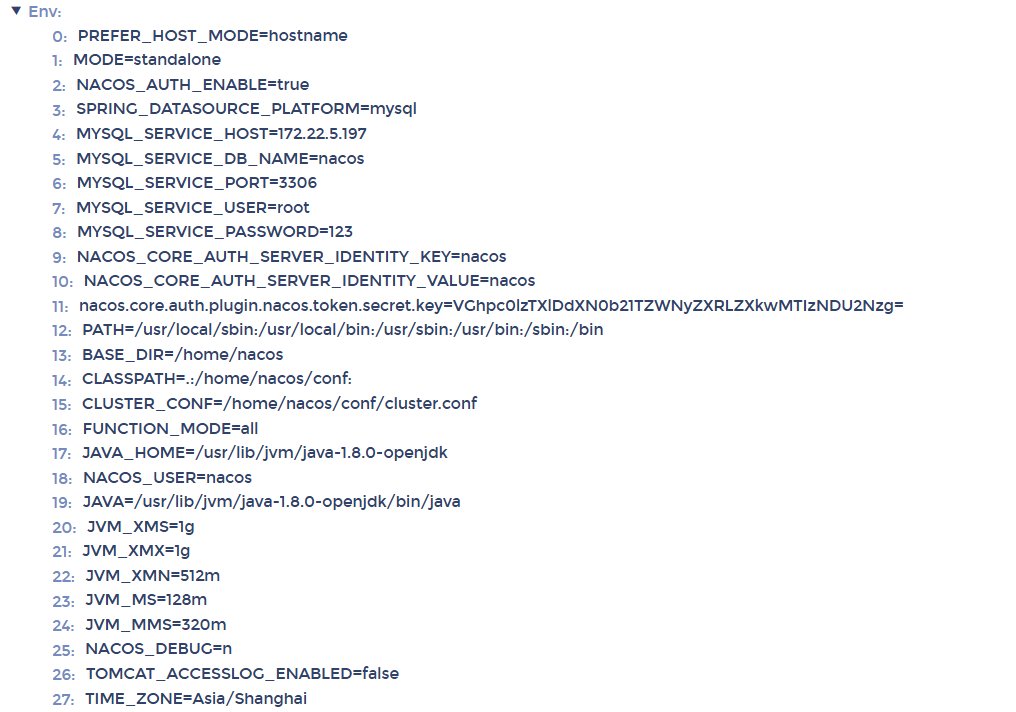 Env:
0: PREFER_HOST_MODE=hostname
1: MODE=standalone
2: NACOS_AUTH_ENABLE=true
3: SPRING_DATASOURCE_PLATFORM=mysql
4: MYSQL_SERVICE_HOST=172.22.5.197
5: MYSQL_SERVICE_DB_NAME=nacos
6: MYSQL_SERVICE_PORT=3306
7: MYSQL_SERVICE_USER=root
8: MYSQL_SERVICE_PASSWORD=123
9: NACOS_CORE_AUTH_SERVER_IDENTITY_KEY=nacos
10: NACOS_CORE_AUTH_SERVER_IDENTITY_VALUE=nacos
11: nacos.core.auth.plugin.nacos.token.secret.key=VGhpc0lzTXlDdXN0b21TZWNyZXRLZXkwMTIzNDU2Nzg=
12: PATH=/usr/local/sbin:/usr/local/bin:/usr/sbin:/usr/bin:/sbin:/bin
13: BASE_DIR=/home/nacos
14: CLASSPATH=.:/home/nacos/conf:
15: CLUSTER_CONF=/home/nacos/conf/cluster.conf
16: FUNCTION_MODE=all
17: JAVA_HOME=/usr/lib/jvm/java-1.8.0-openjdk
18: NACOS_USER=nacos
19: JAVA=/usr/lib/jvm/java-1.8.0-openjdk/bin/java
20: JVM_XMS=1g
21: JVM_XMX=1g
22: JVM_XMN=512m
23: JVM_MS=128m
24: JVM_MMS=320m
25: NACOS_DEBUG=n
26: TOMCAT_ACCESSLOG_ENABLED=false
27: TIME_ZONE=Asia/Shanghai